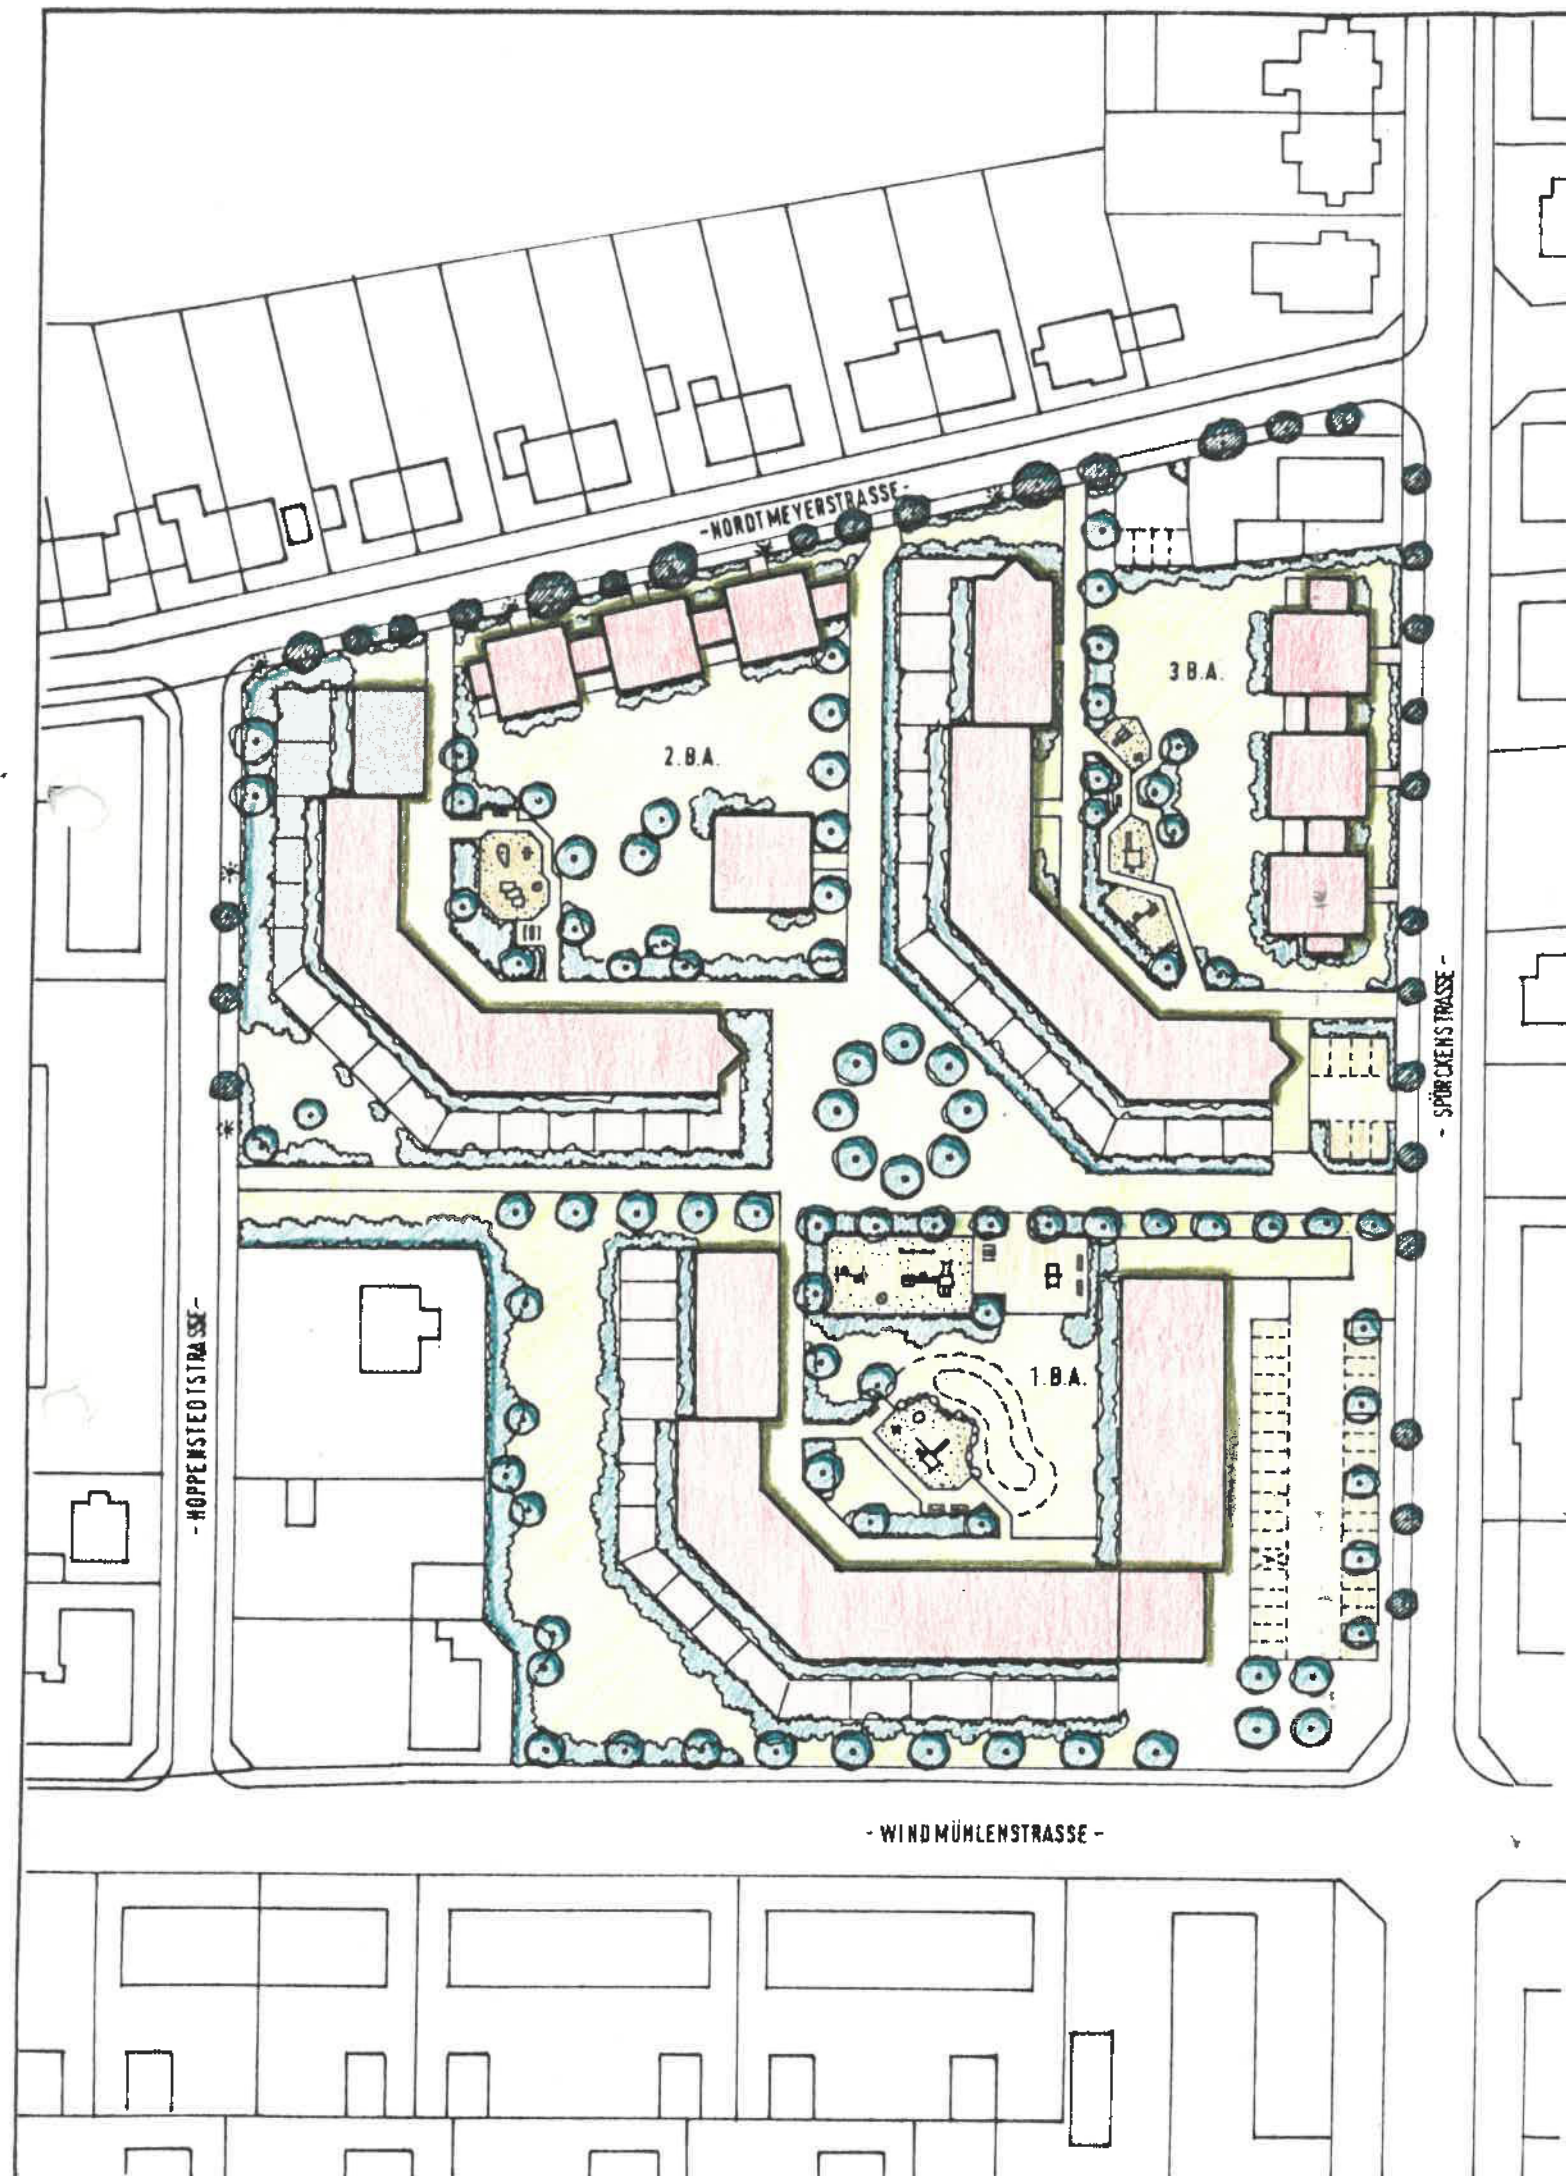 -NORDTMEYERSTRASSE-
3 B.A.
2.B.A.
-SPÖRCKENSTRASSE-
-HOPPENSTEDTSTRASSE-
1.B.A.
-WINDMÜHLENSTRASSE-